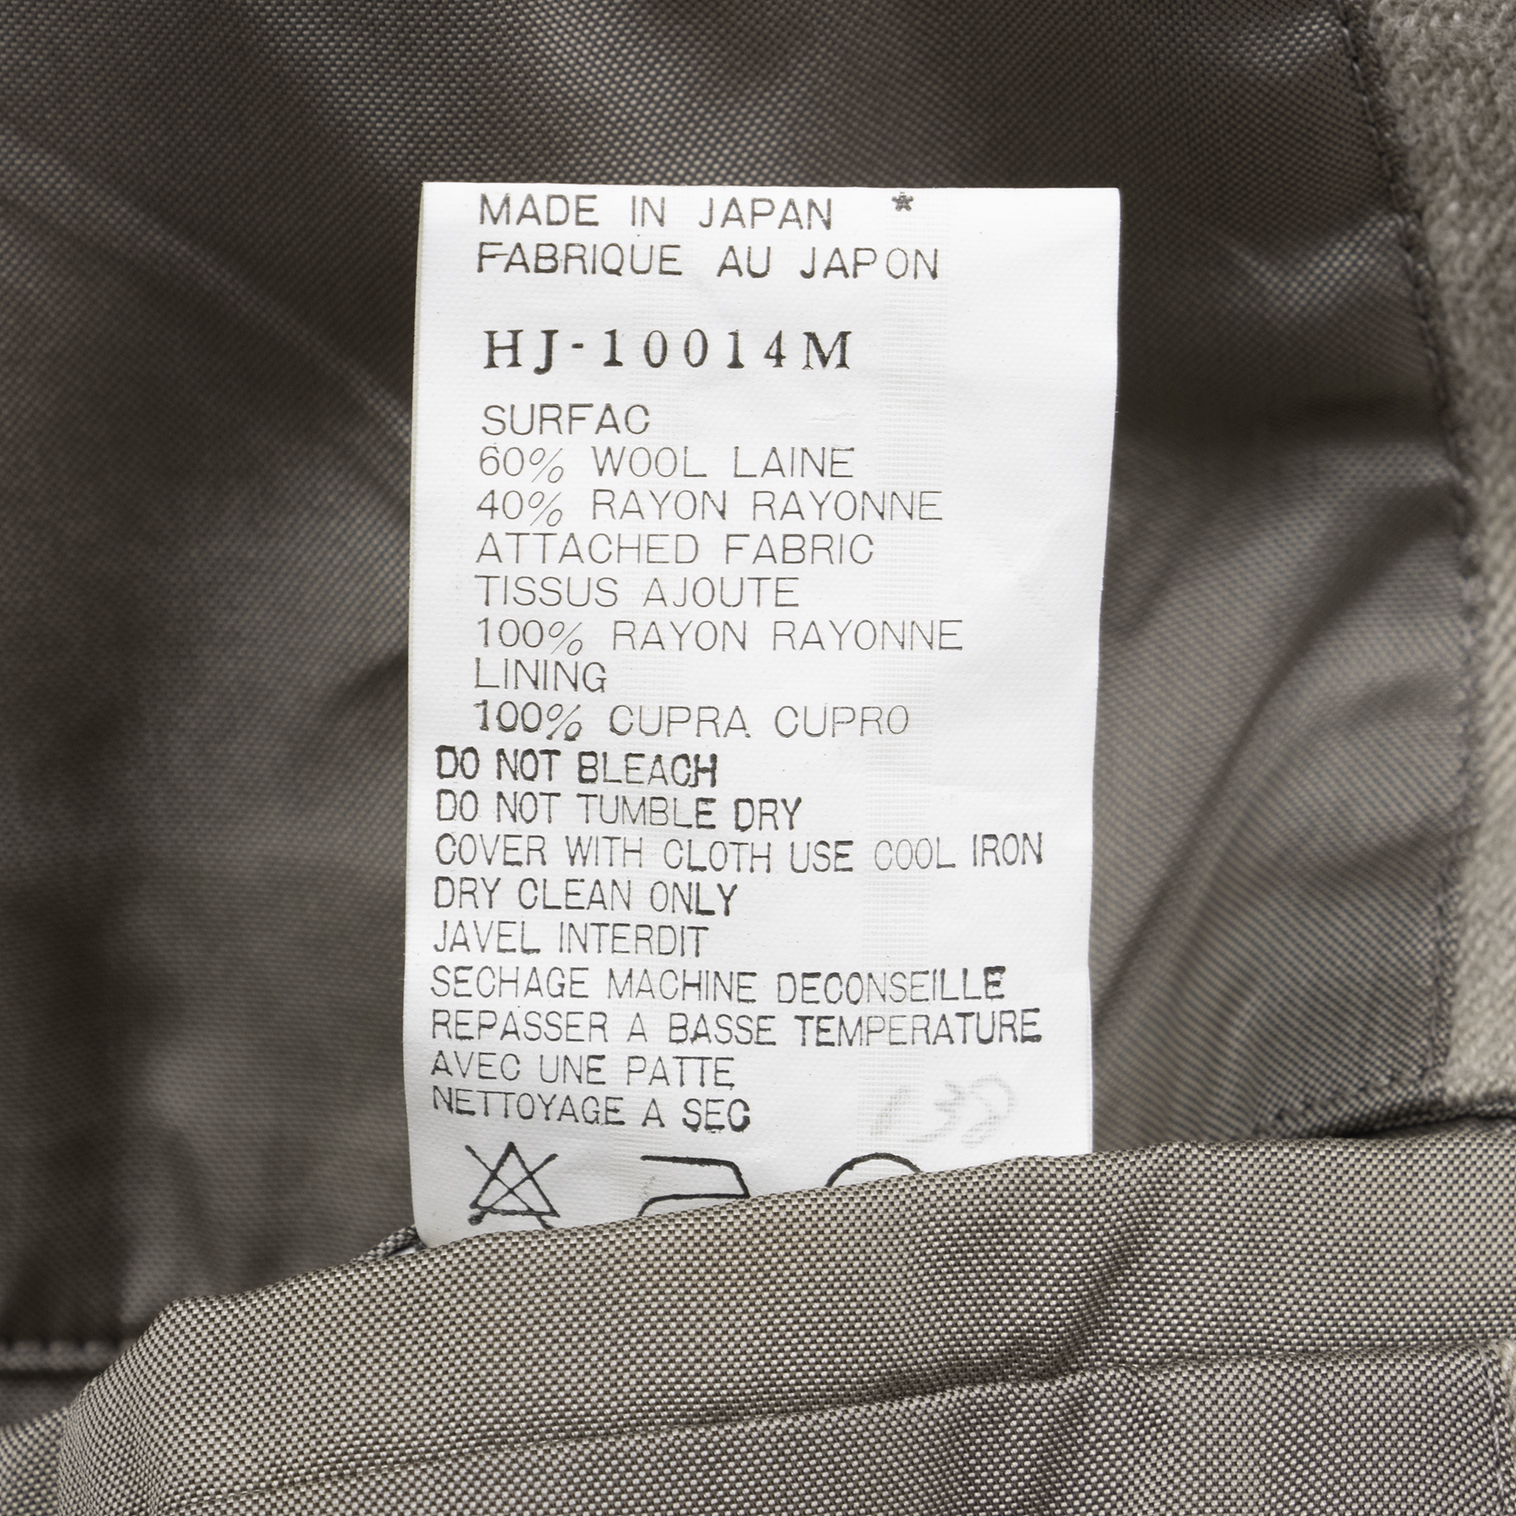 MADE IN JAPAN *
FABRIQUE AU JAPON
HJ-10014M
SURFAC
60% WOOL LAINE
40% RAYON RAYONNE
ATTACHED FABRIC
TISSUS AJOUTE
100% RAYON RAYONNE
LINING
100% CUPRA CUPRO
DO NOT BLEACH
DO NOT TUMBLE DRY
COVER WITH CLOTH USE COOL IRON
DRY CLEAN ONLY
JAVEL INTERDIT
SECHAGE MACHINE DECONSEILLE
REPASSER A BASSE TEMPERATURE
AVEC UNE PATTE
NETTOYAGE A SEC